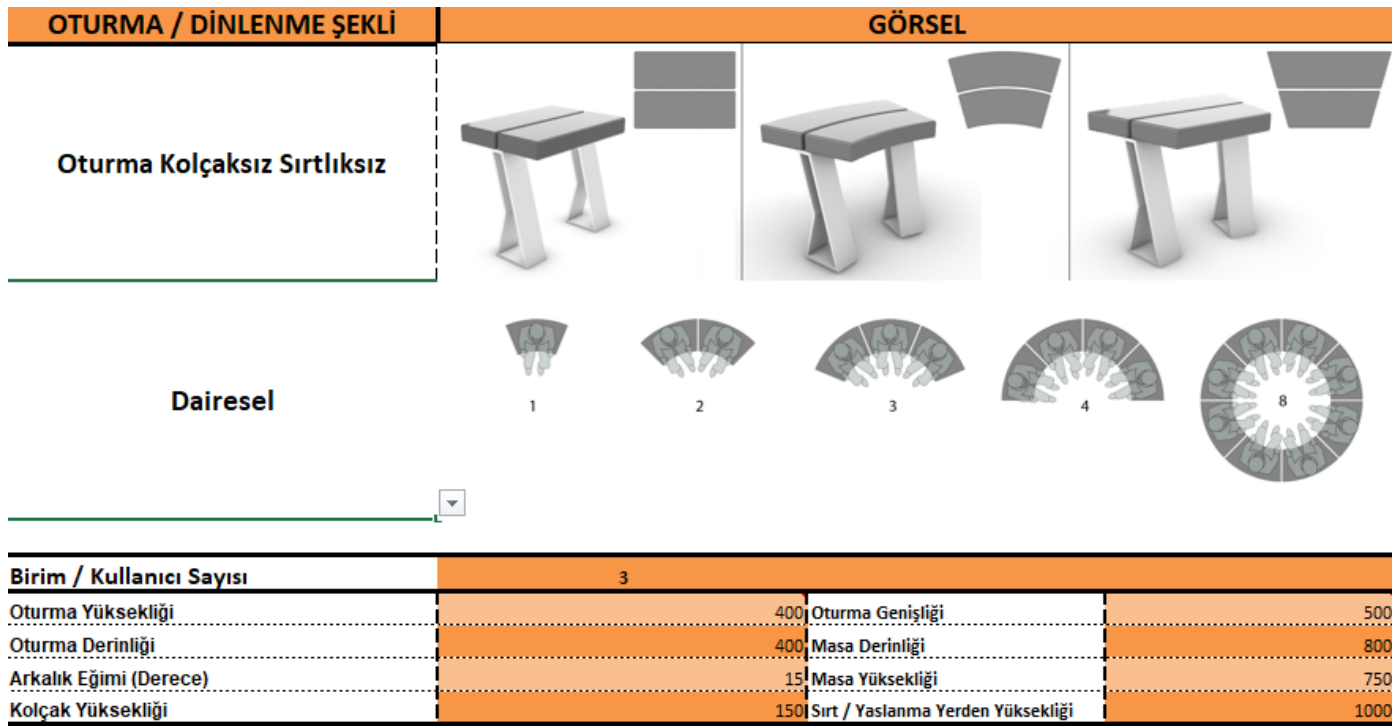 OTURMA / DİNLENME ŞEKLİ GÖRSEL
Oturma Kolçaksız Sırtlıksız
Dairesel
1 2 3 4 8
Birim / Kullanıcı Sayısı 3
Oturma Yüksekliği 400 Oturma Genişliği 500
Oturma Derinliği 400 Masa Derinliği 800
Arkalık Eğimi (Derece) 15 Masa Yüksekliği 750
Kolçak Yüksekliği 150 Sırt / Yaslanma Yerden Yüksekliği 1000